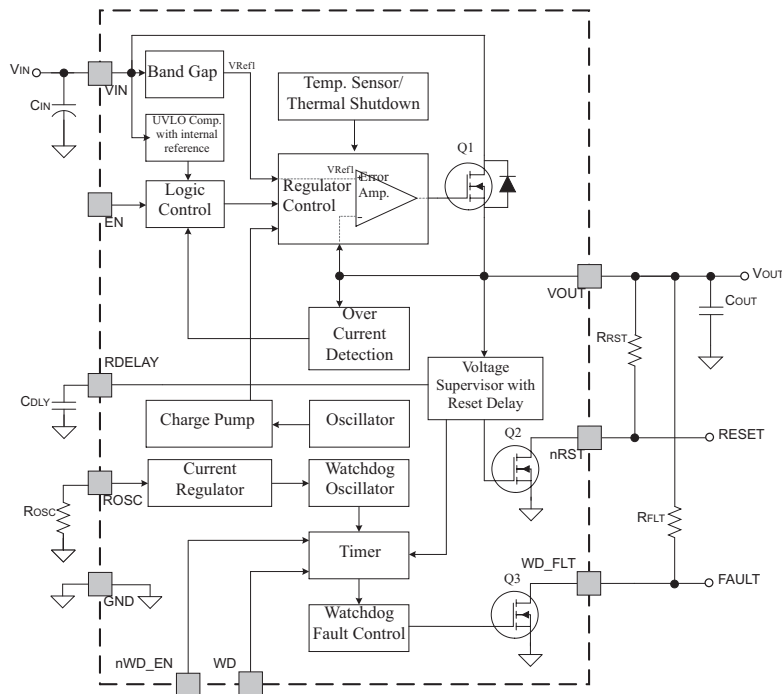 VIN
VIN
CIN
Band Gap
VRef1
Temp. Sensor/
Thermal Shutdown
UVLO Comp.
with internal
reference
Q1
VRef1
Error
Amp.
+
-
Regulator
Control
Logic
Control
EN
VOUT
VOUT
COUT
Over
Current
Detection
RRST
RDELAY
CDLY
Voltage
Supervisor with
Reset Delay
Charge Pump
Oscillator
Q2
nRST
RESET
Current
Regulator
Watchdog
Oscillator
ROSC
ROSC
RFLT
Timer
WD_FLT
Q3
FAULT
GND
Watchdog
Fault Control
nWD_EN
WD